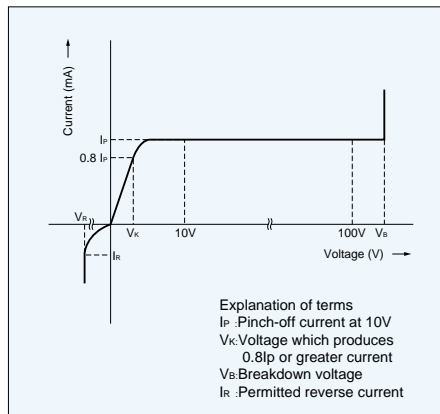 Current (mA)
IP
0.8 IP
VR
VK
10V
100V
VB
IR
Voltage (V)
Explanation of terms
IP :Pinch-off current at 10V
VK:Voltage which produces
0.8Ip or greater current
VB:Breakdown voltage
IR :Permitted reverse current